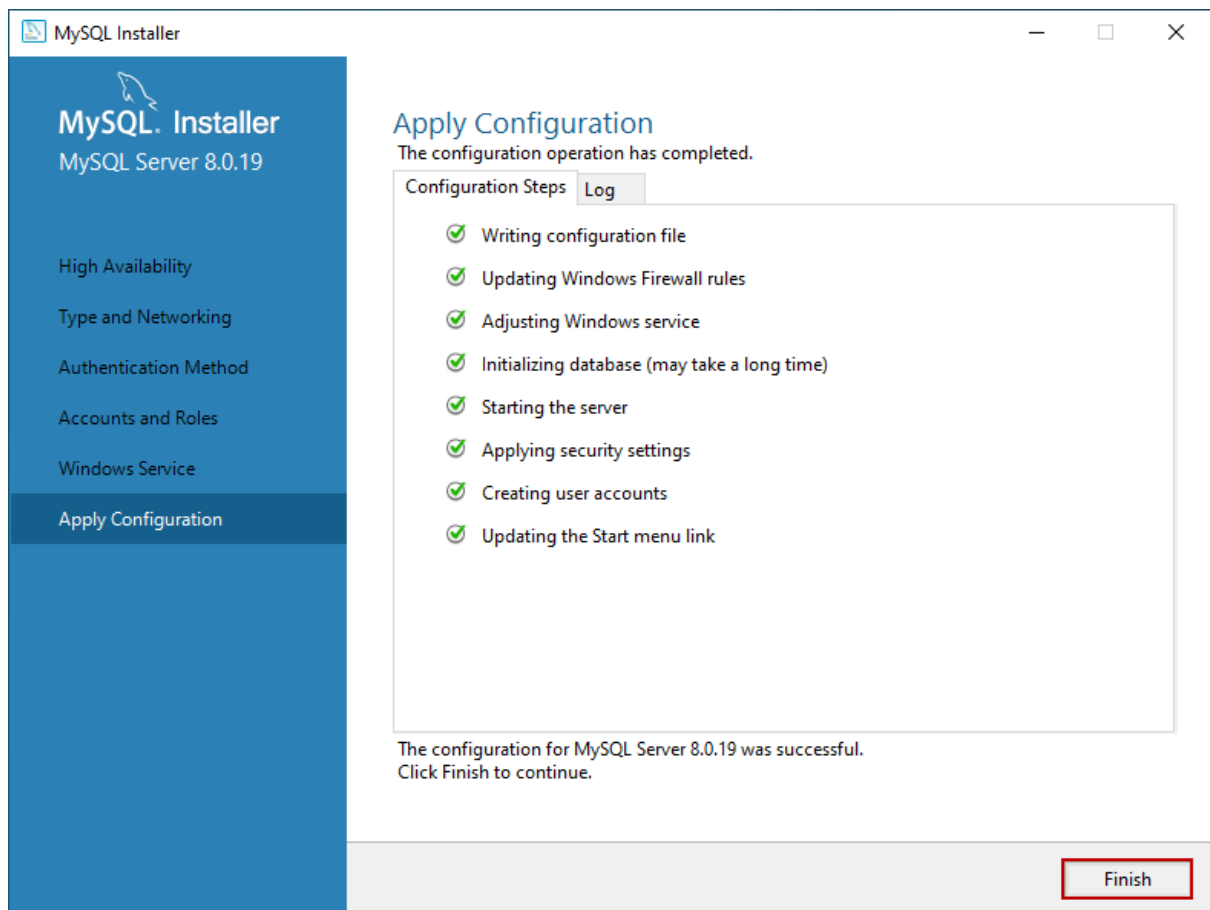 MySQL Installer
MySQL. Installer
MySQL Server 8.0.19
High Availability
Type and Networking
Authentication Method
Accounts and Roles
Windows Service
Apply Configuration
Apply Configuration
The configuration operation has completed.
Configuration Steps
Log
Writing configuration file
Updating Windows Firewall rules
Adjusting Windows service
Initializing database (may take a long time)
Starting the server
Applying security settings
Creating user accounts
Updating the Start menu link
The configuration for MySQL Server 8.0.19 was successful.
Click Finish to continue.
Finish